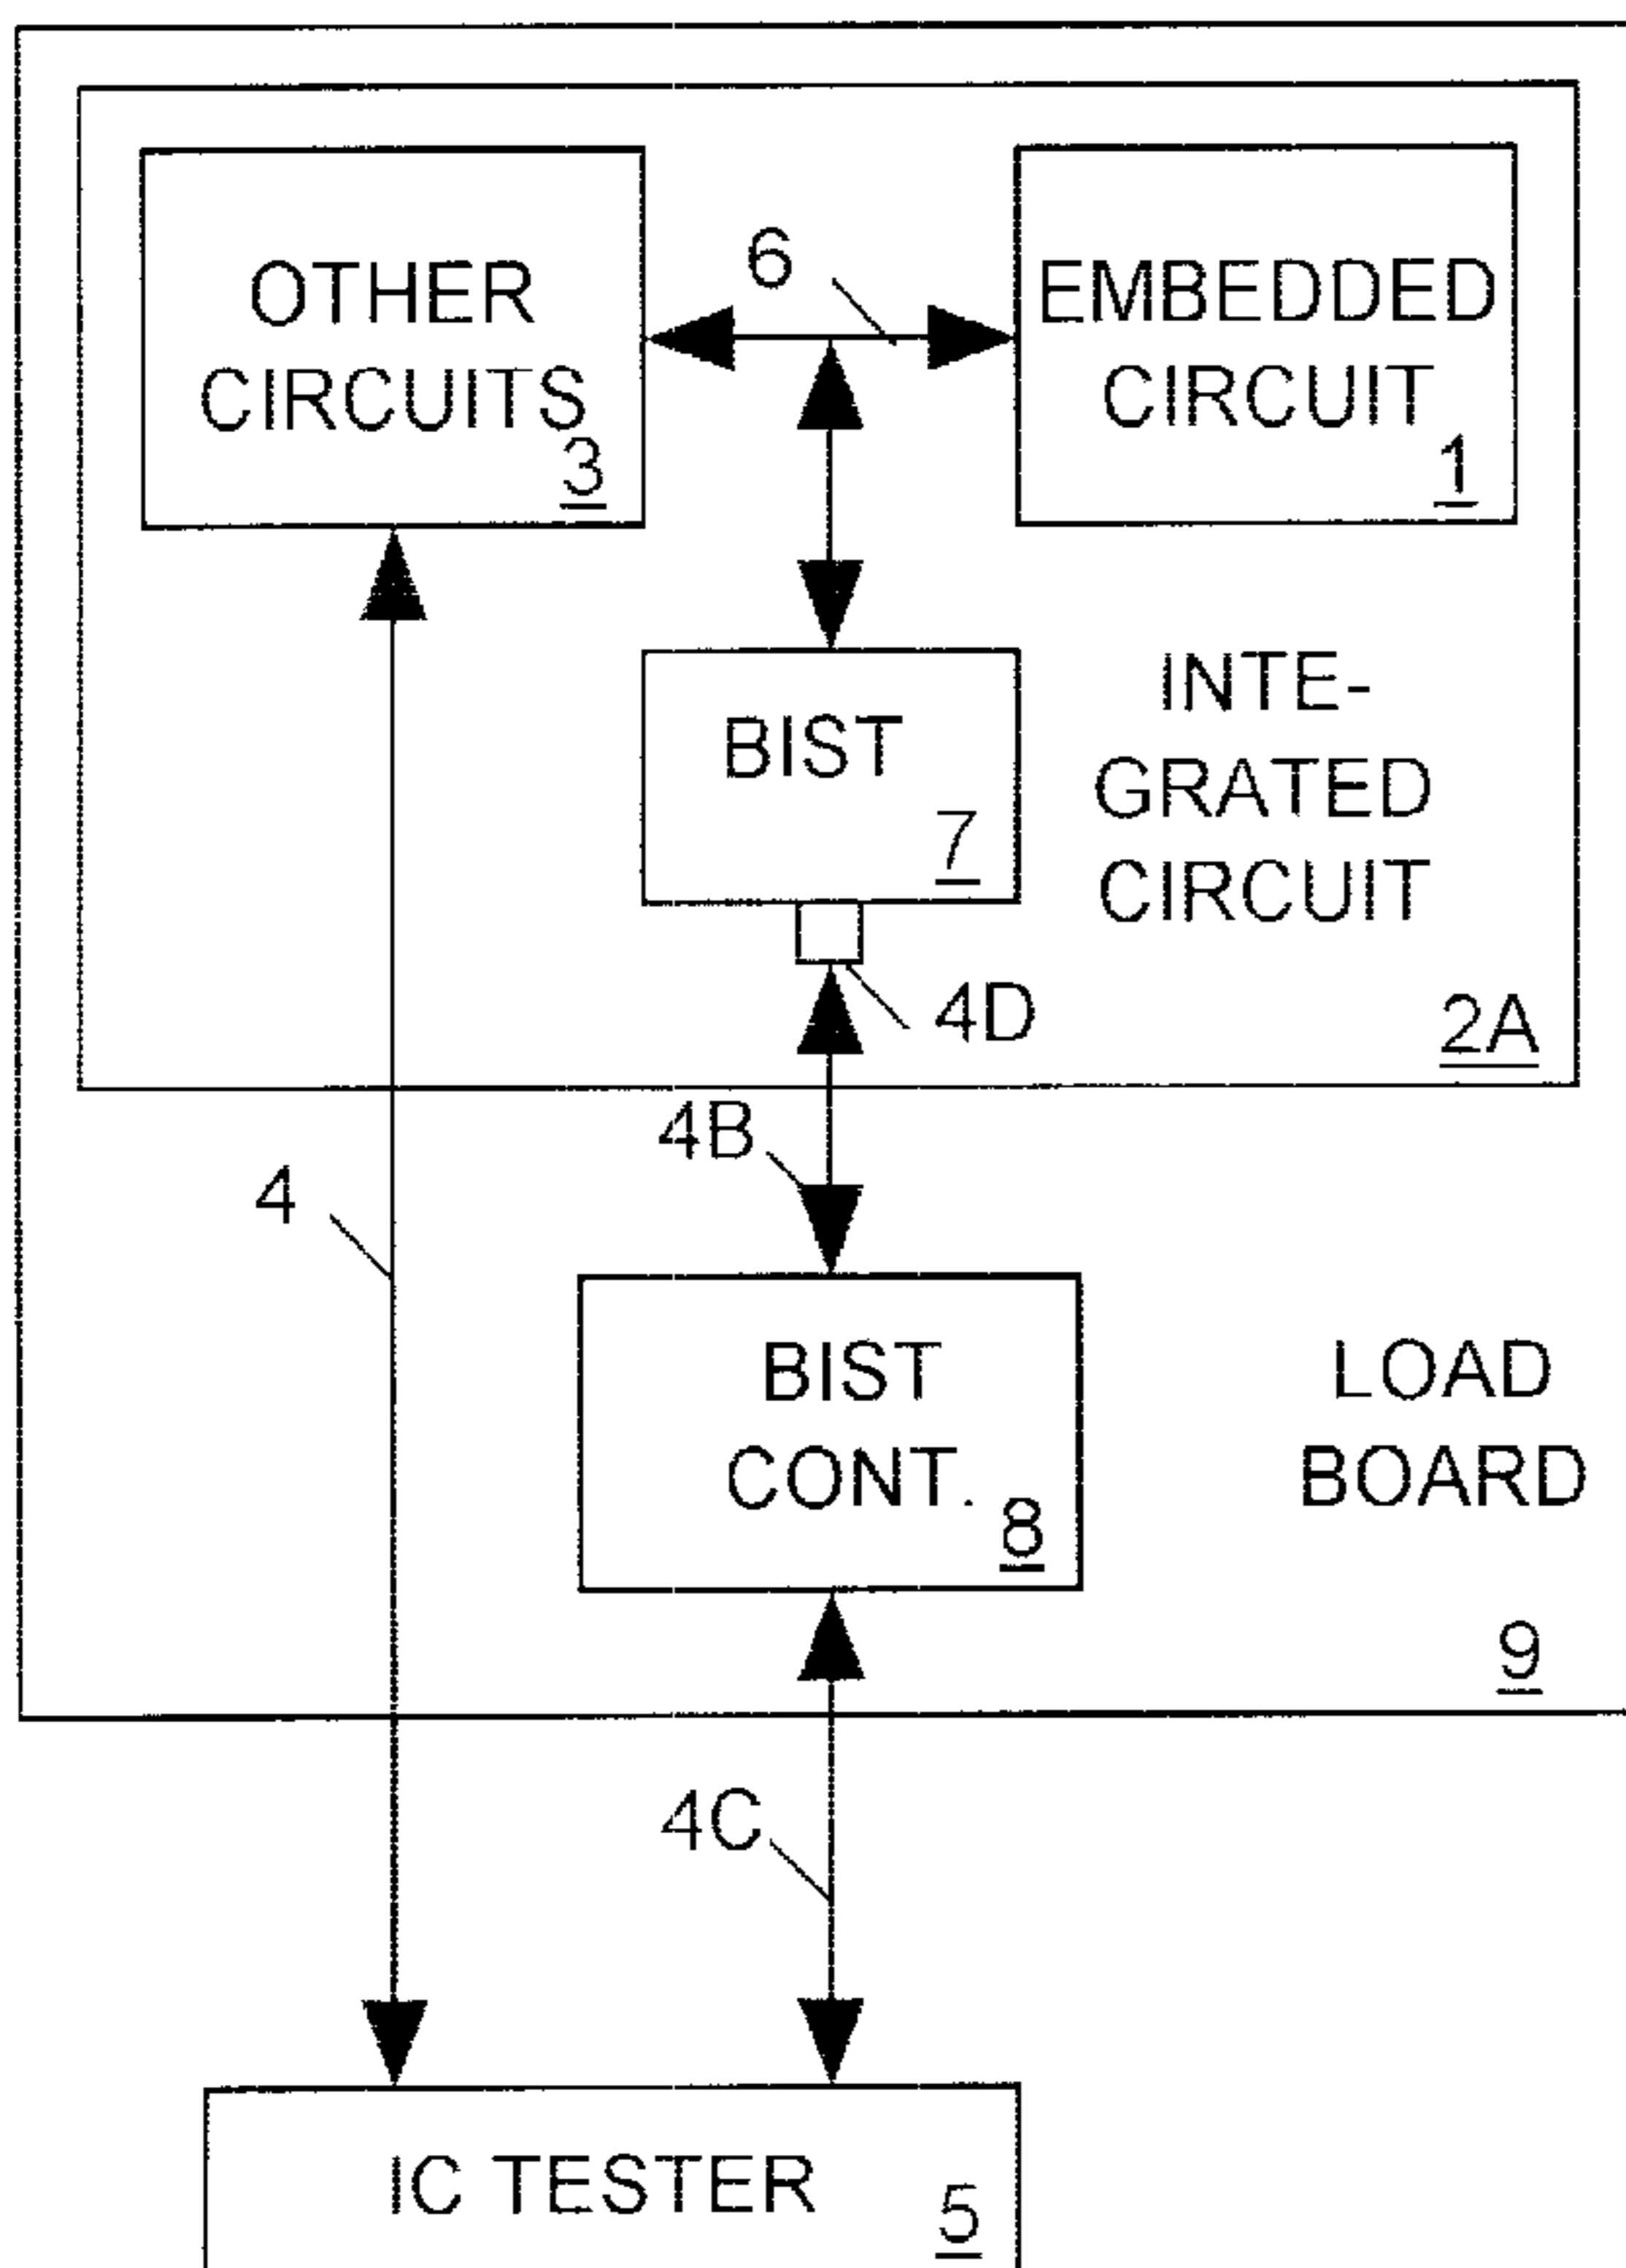 OTHER
CIRCUITS
3
6
EMBEDDED
CIRCUIT
1
BIST
7
INTE-
GRATED
CIRCUIT
4D
2A
4B
4
BIST
CONT.
8
LOAD
BOARD
9
4C
IC TESTER
5